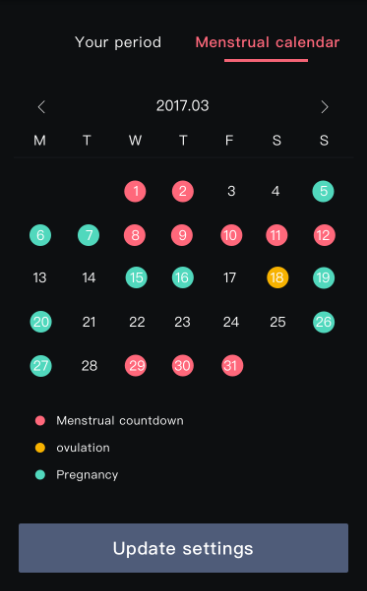 Your period Menstrual calendar
2017.03
M T W T F S S
1 2 3 4 5
6 7 8 9 10 11 12
13 14 15 16 17 18 19
20 21 22 23 24 25 26
27 28 29 30 31
Menstrual countdown
ovulation
Pregnancy
Update settings